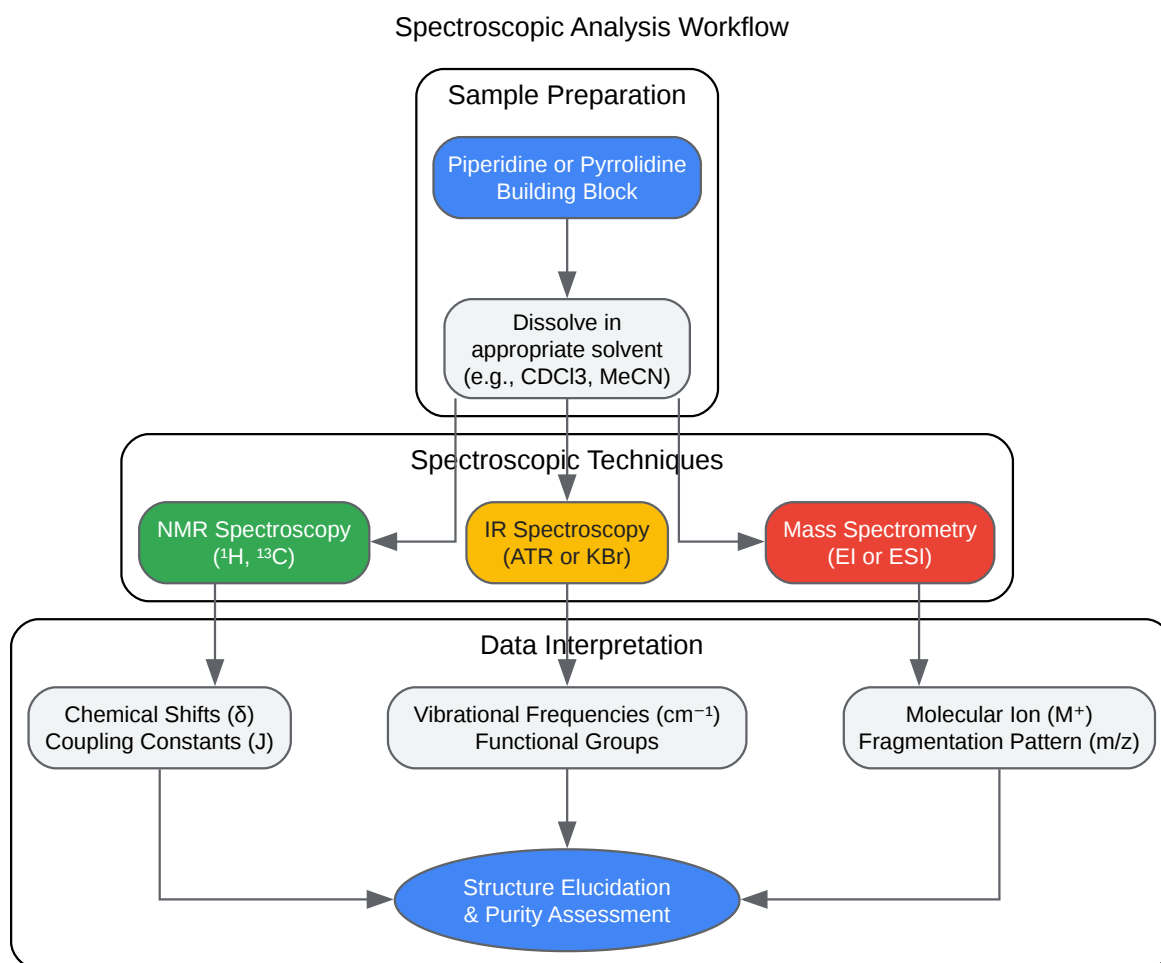 Spectroscopic Analysis Workflow
Sample Preparation
Piperidine or Pyrrolidine
Building Block
Dissolve in
appropriate solvent
(e.g., CDCl3, MeCN)
Spectroscopic Techniques
NMR Spectroscopy
(¹H, ¹³C)
IR Spectroscopy
(ATR or KBr)
Mass Spectrometry
(EI or ESI)
Data Interpretation
Chemical Shifts (δ)
Coupling Constants (J)
Vibrational Frequencies (cm⁻¹)
Functional Groups
Molecular Ion (M⁺)
Fragmentation Pattern (m/z)
Structure Elucidation
& Purity Assessment